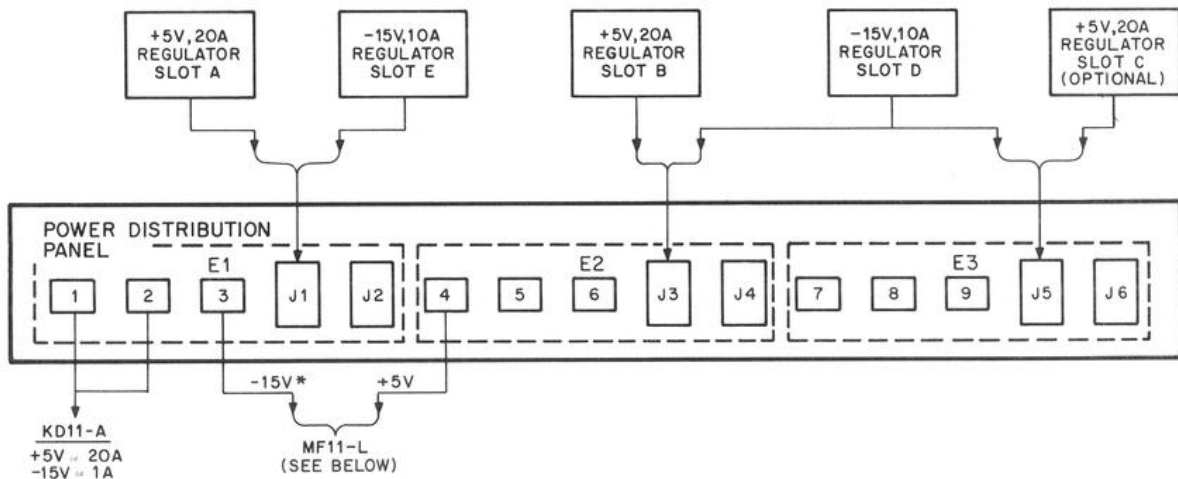 +5V,20A
REGULATOR
SLOT A
-15V,10A
REGULATOR
SLOT E
+5V,20A
REGULATOR
SLOT B
-15V,10A
REGULATOR
SLOT D
+5V,20A
REGULATOR
SLOT C
(OPTIONAL)
POWER DISTRIBUTION
PANEL
E1
1
2
3
J1
J2
E2
4
5
6
J3
J4
E3
7
8
9
J5
J6
-15V*
+5V
KD11-A
+5V 20A
-15V 1A
MF11-L
(SEE BELOW)